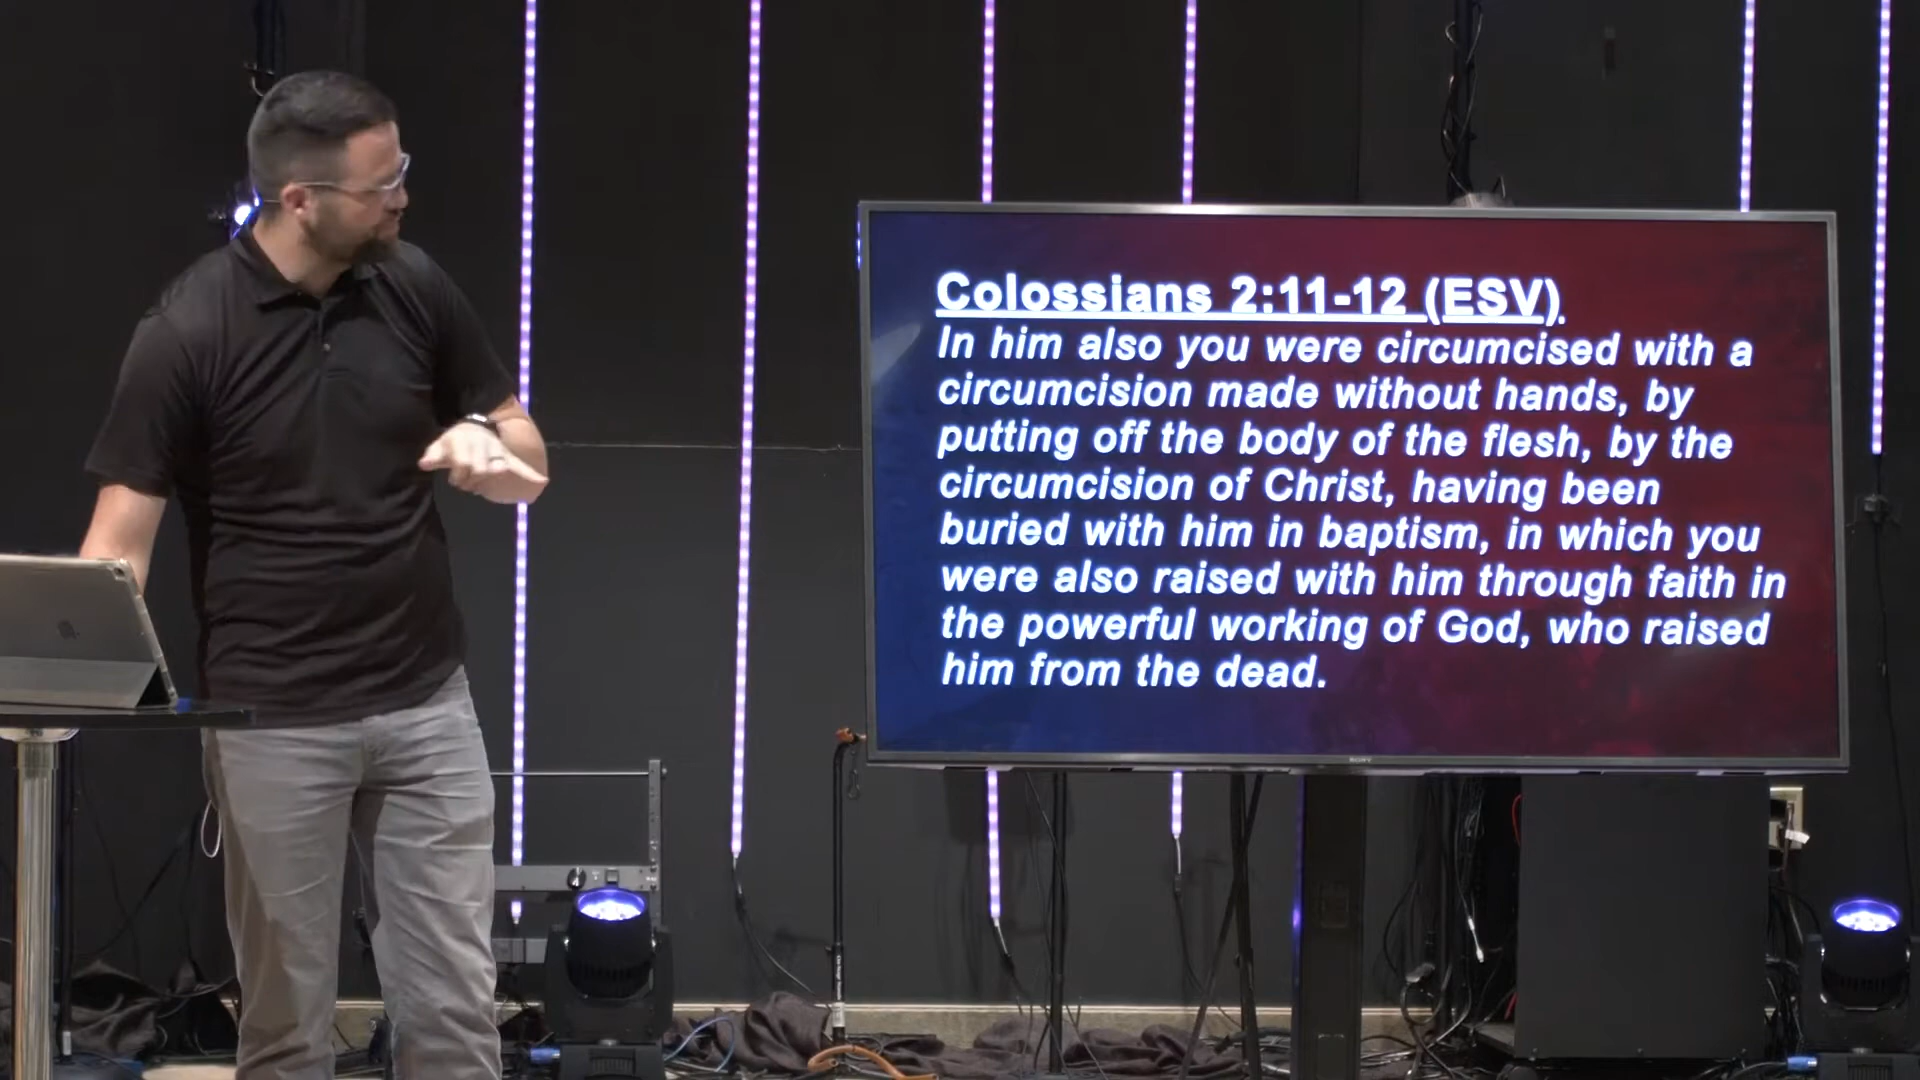 Colossians 2:11-12 (ESV)
In him also you were circumcised with a
circumcision made without hands, by
putting off the body of the flesh, by the
circumcision of Christ, having been
buried with him in baptism, in which you
were also raised with him through faith in
the powerful working of God, who raised
him from the dead.
SONY